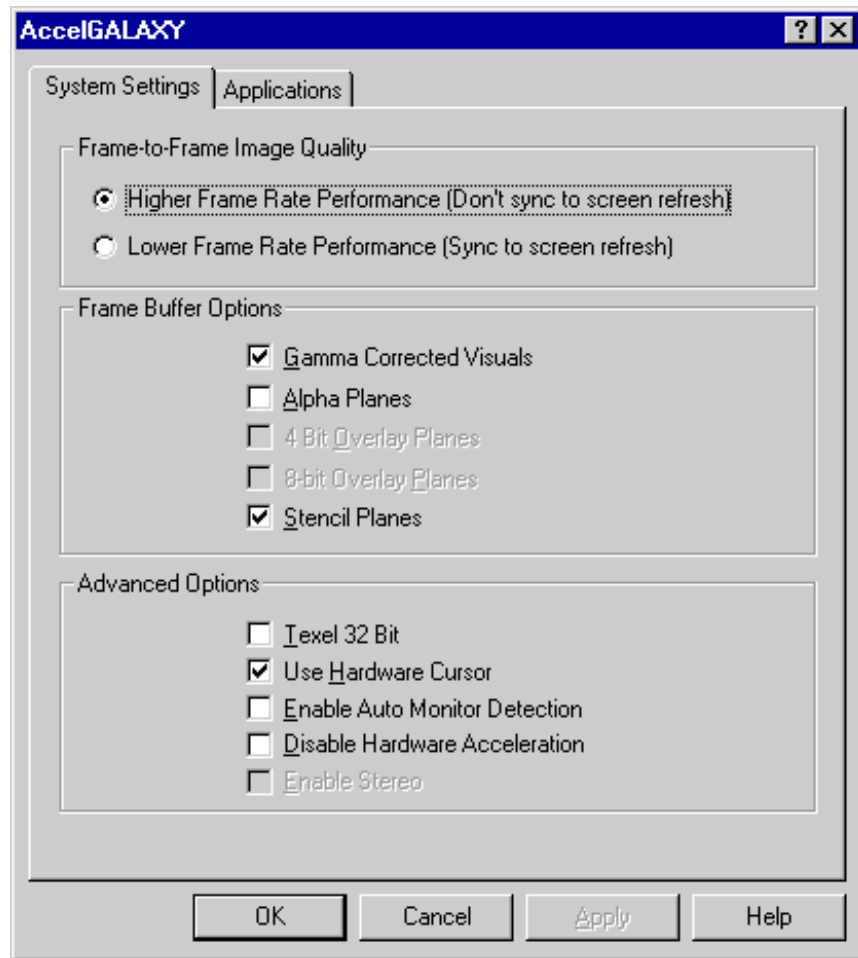 AccelGALAXY
System Settings
Applications
Frame-to-Frame Image Quality
Higher Frame Rate Performance (Don't sync to screen refresh)
Lower Frame Rate Performance (Sync to screen refresh)
Frame Buffer Options
Gamma Corrected Visuals
Alpha Planes
4 Bit Overlay Planes
8-bit Overlay Planes
Stencil Planes
Advanced Options
Texel 32 Bit
Use Hardware Cursor
Enable Auto Monitor Detection
Disable Hardware Acceleration
Enable Stereo
OK
Cancel
Apply
Help